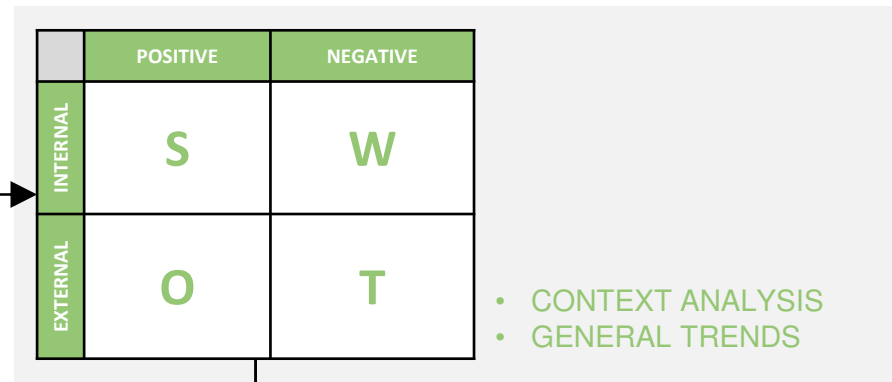 POSITIVE NEGATIVE
INTERNAL
S W
EXTERNAL
O T
• CONTEXT ANALYSIS
• GENERAL TRENDS